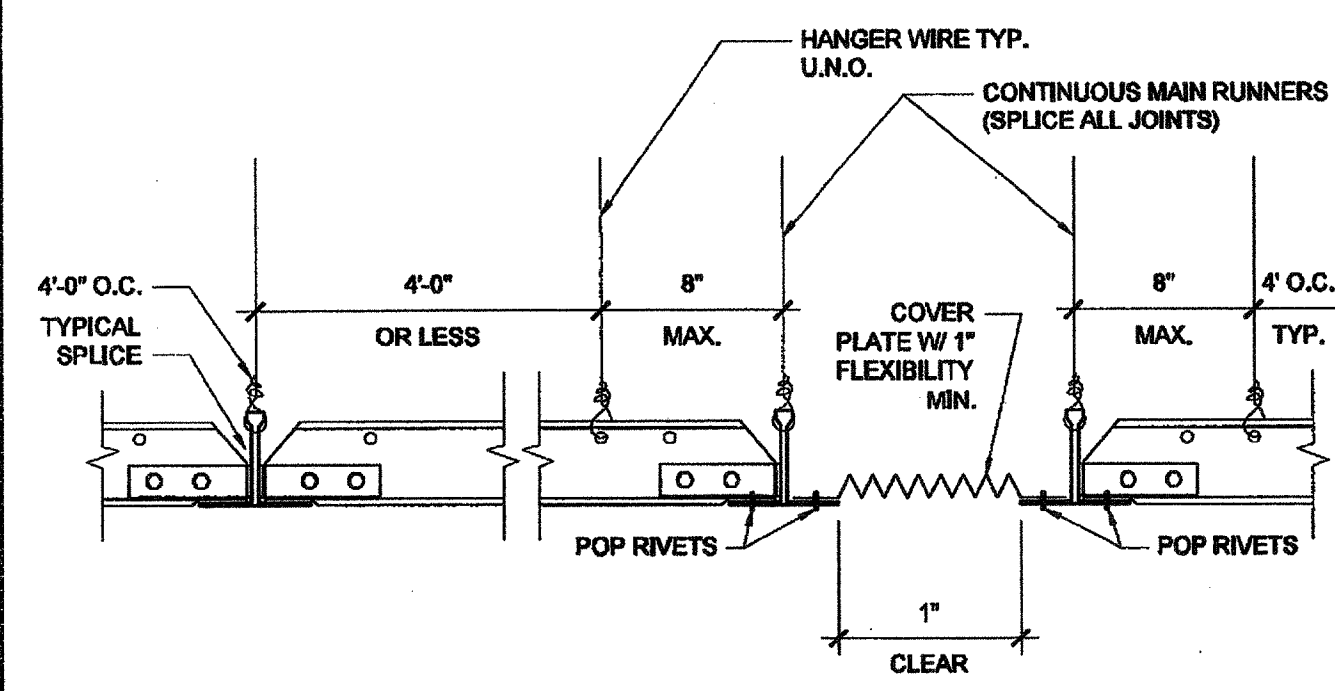 HANGER WIRE TYP.
U.N.O.
CONTINUOUS MAIN RUNNERS
(SPLICE ALL JOINTS)
4'-0" O.C.
TYPICAL
SPLICE
4'-0"
OR LESS
8"
MAX.
COVER
PLATE W/ 1"
FLEXIBILITY
MIN.
8"
MAX.
4' O.C.
TYP.
POP RIVETS
POP RIVETS
1"
CLEAR